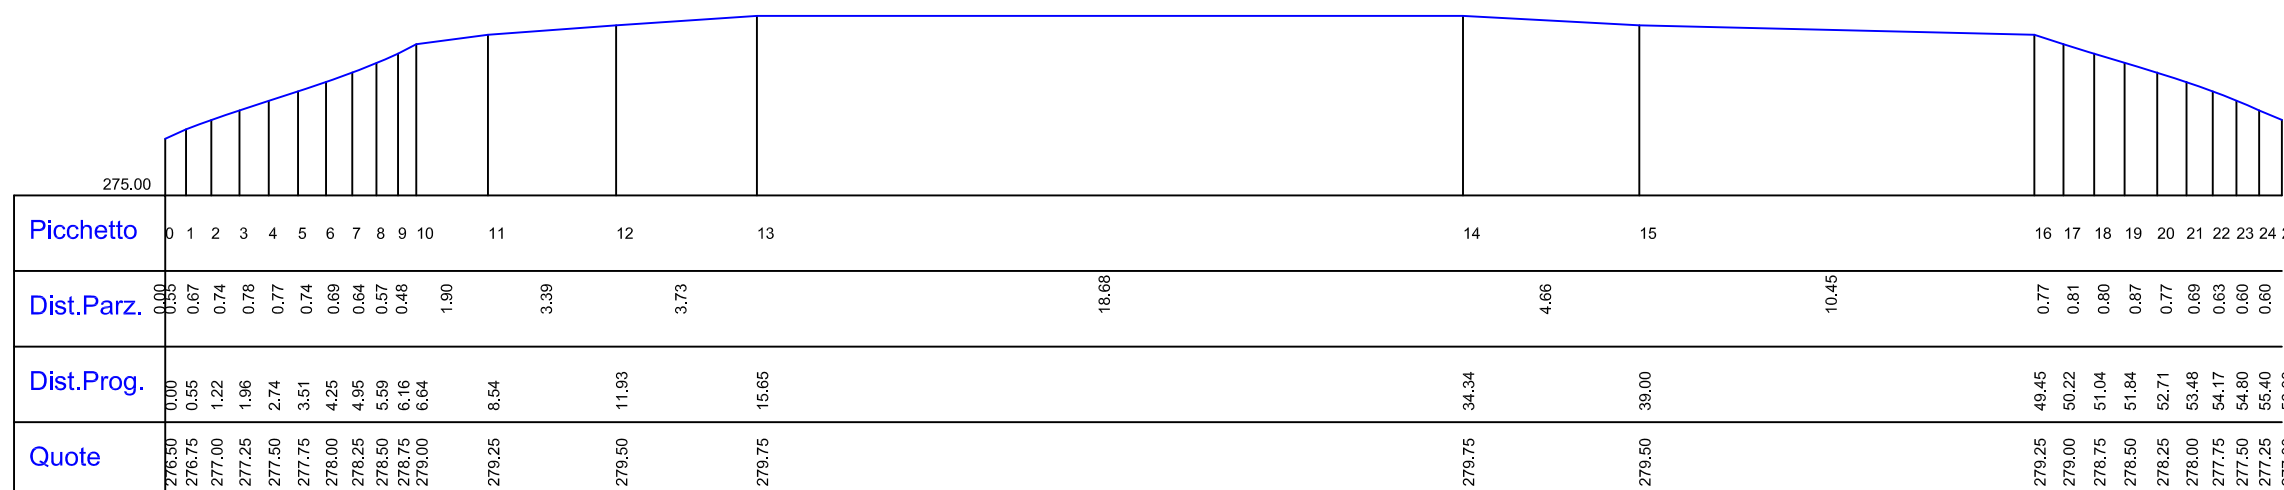 275.00
Picchetto 0 1 2 3 4 5 6 7 8 9 10 11 12 13 14 15 16 17 18 19 20 21 22 23 24
Dist.Parz. 0.00 0.55 0.67 0.74 0.78 0.77 0.74 0.69 0.64 0.57 0.48 1.90 3.39 3.73 18.68 4.66 10.45 0.77 0.81 0.80 0.87 0.77 0.69 0.63 0.60 0.60
Dist.Prog. 0.00 0.55 1.22 1.96 2.74 3.51 4.25 4.95 5.59 6.16 6.64 8.54 11.93 15.65 34.34 39.00 49.45 50.22 51.04 51.84 52.71 53.48 54.17 54.80 55.40
Quote 276.50 276.75 277.00 277.25 277.50 277.75 278.00 278.25 278.50 278.75 279.00 279.25 279.50 279.75 279.75 279.50 279.25 279.00 278.75 278.50 278.25 278.00 277.75 277.50 277.25